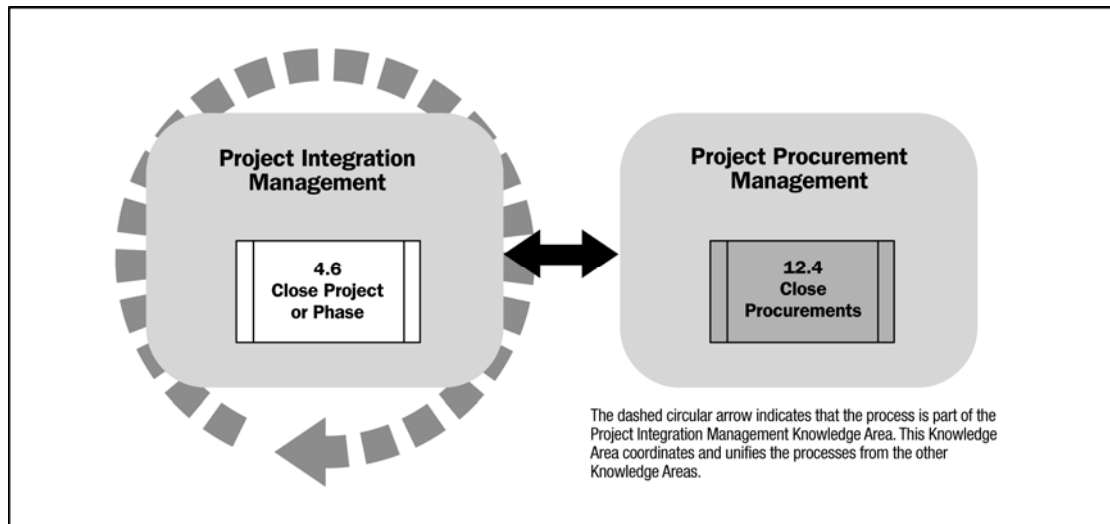 Project Integration
Management
4.6
Close Project
or Phase
Project Procurement
Management
12.4
Close
Procurements
The dashed circular arrow indicates that the process is part of the
Project Integration Management Knowledge Area. This Knowledge
Area coordinates and unifies the processes from the other
Knowledge Areas.